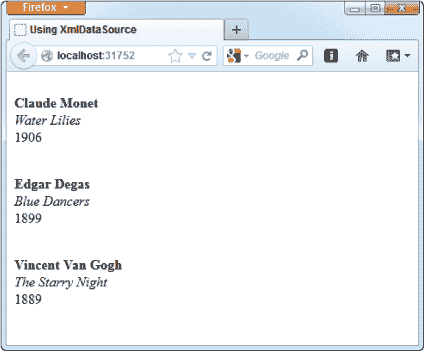 Firefox
Using XmlDataSource
localhost:31752
Google
Claude Monet
Water Lilies
1906
Edgar Degas
Blue Dancers
1899
Vincent Van Gogh
The Starry Night
1889